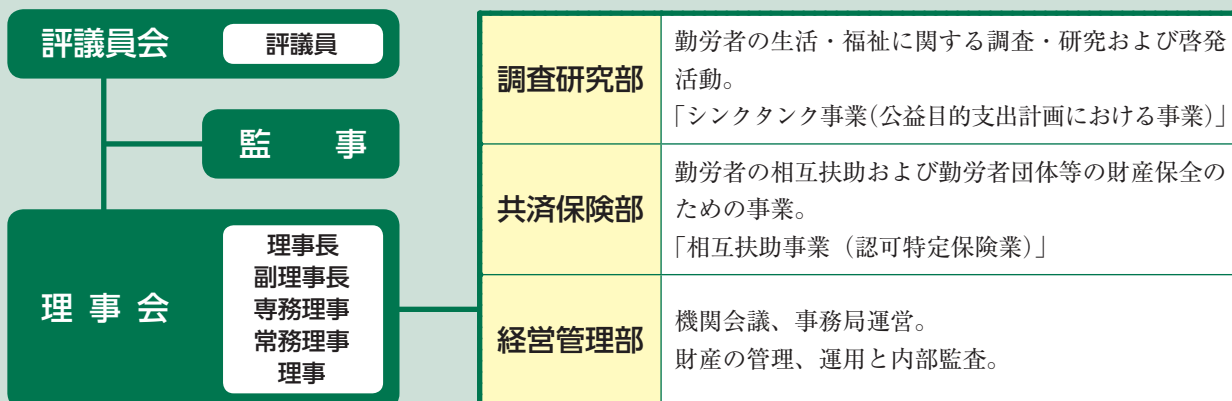 評議員会
評議員
監　事
理事会
理事長
副理事長
専務理事
常務理事
理事
調査研究部
勤労者の生活・福祉に関する調査・研究および啓発
活動。
「シンクタンク事業(公益目的支出計画における事業)」
共済保険部
勤労者の相互扶助および勤労者団体等の財産保全の
ための事業。
「相互扶助事業（認可特定保険業）」
経営管理部
機関会議、事務局運営。
財産の管理、運用と内部監査。